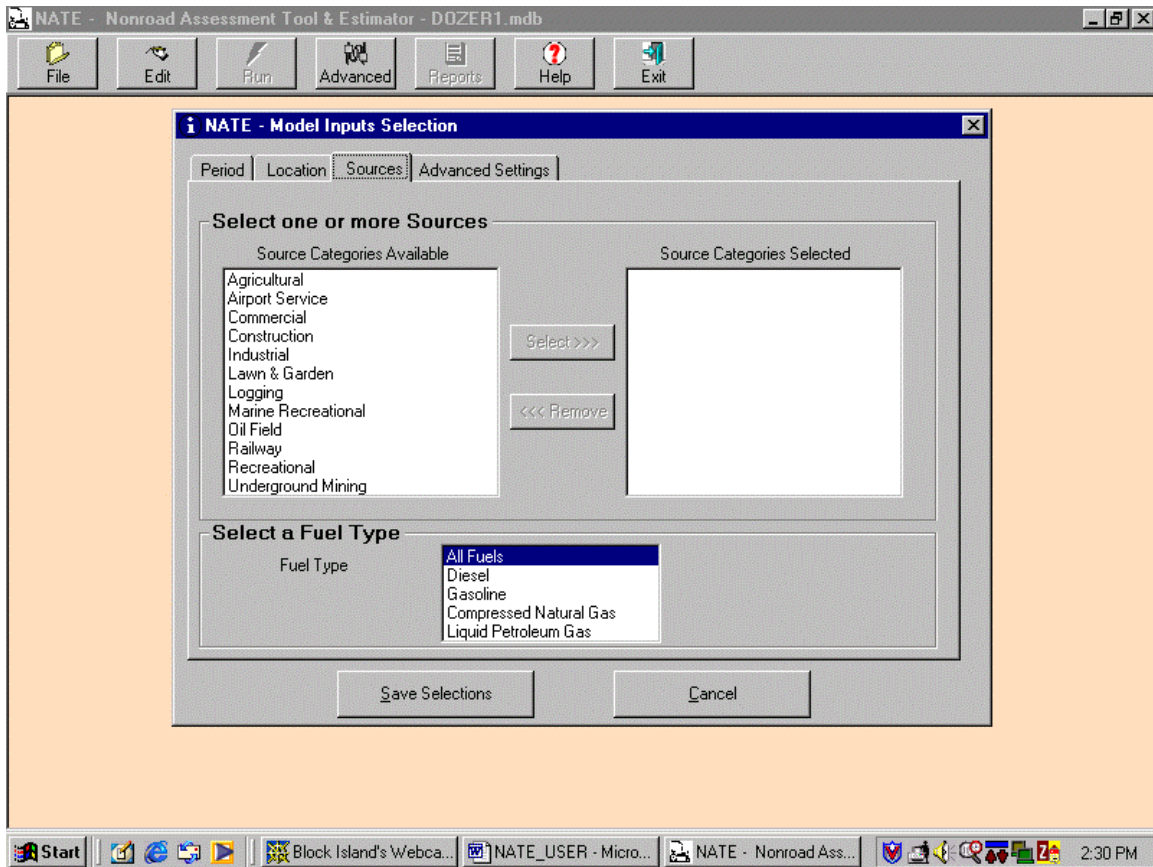 NATE - Nonroad Assessment Tool & Estimator - DOZER1.mdb
File Edit Run Advanced Reports Help Exit
NATE - Model Inputs Selection
Period Location Sources Advanced Settings
Select one or more Sources
Source Categories Available Source Categories Selected
Agricultural
Airport Service
Commercial
Construction
Industrial
Lawn & Garden
Logging
Marine Recreational
Oil Field
Railway
Recreational
Underground Mining
Select >>>
<<< Remove
Select a Fuel Type
Fuel Type
All Fuels
Diesel
Gasoline
Compressed Natural Gas
Liquid Petroleum Gas
Save Selections Cancel
Start Block Island's Webca... NATE_USER - Micro... NATE - Nonroad Ass... 2:30 PM